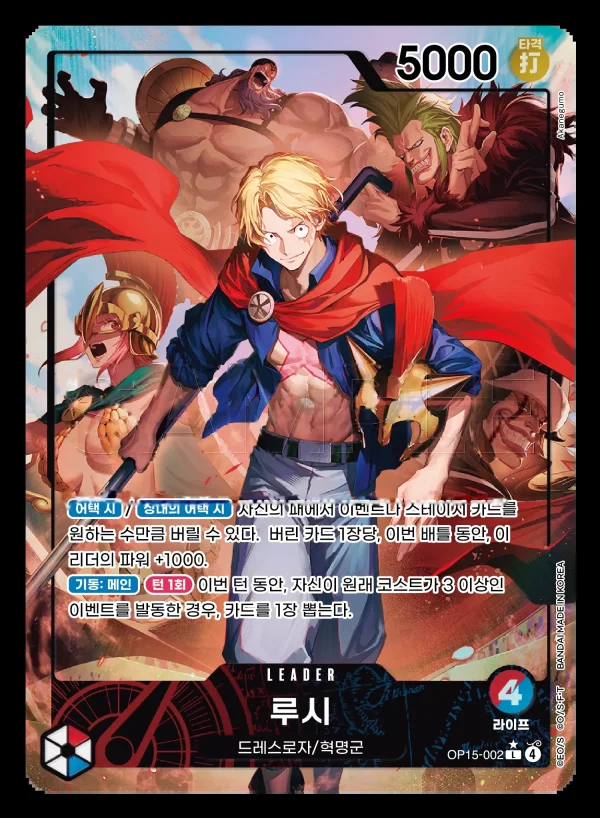 5000
타격
打
Akanegumo
SAMPLE
어택 시 / 상대의 어택 시 자신의 패에서 이벤트나 스테이지 카드를
원하는 수만큼 버릴 수 있다. 버린 카드 1장당, 이번 배틀 동안, 이
리더의 파워 +1000.
기동: 메인 턴 1회 이번 턴 동안, 자신이 원래 코스트가 3 이상인
이벤트를 발동한 경우, 카드를 1장 뽑는다.
LEADER
루시
드레스로자/혁명군
4
라이프
OP15-002 L 4
©EO/S ©O/S·F·T BANDAI MADE IN KOREA